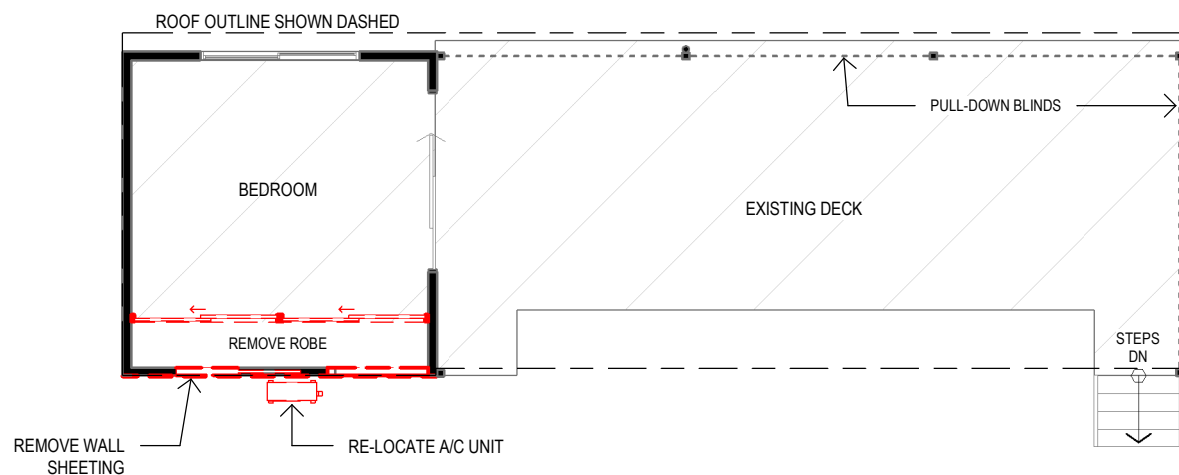 ROOF OUTLINE SHOWN DASHED
PULL-DOWN BLINDS
BEDROOM
EXISTING DECK
REMOVE ROBE
STEPS
DN
REMOVE WALL
SHEETING
RE-LOCATE A/C UNIT